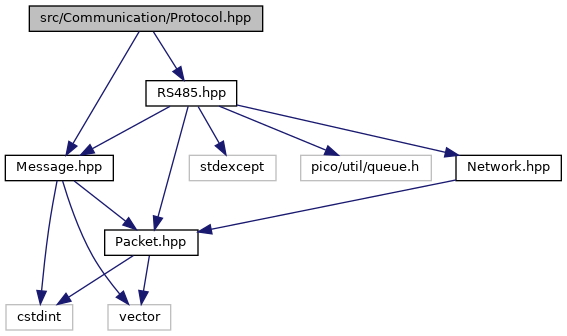 src/Communication/Protocol.hpp
RS485.hpp
Message.hpp
stdexcept
pico/util/queue.h
Network.hpp
Packet.hpp
cstdint
vector